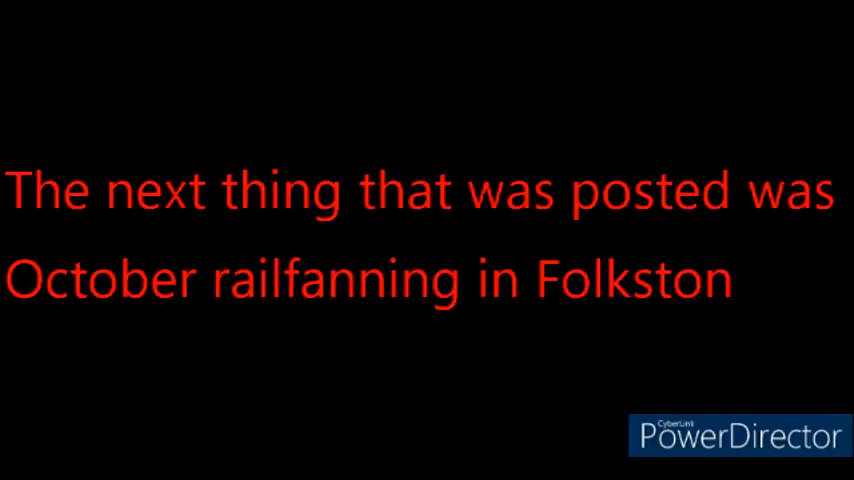 The next thing that was posted was
October railfanning in Folkston
CyberLink
PowerDirector